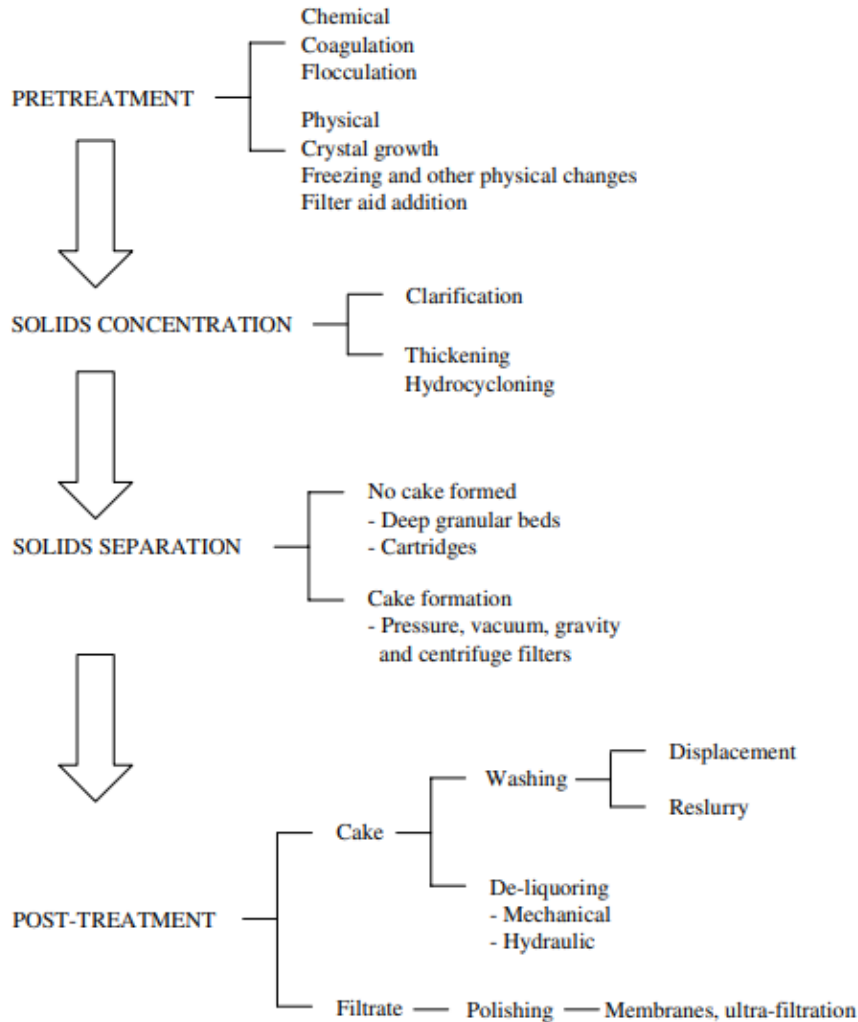 Chemical
Coagulation
Flocculation
PRETREATMENT
Physical
Crystal growth
Freezing and other physical changes
Filter aid addition
Clarification
SOLIDS CONCENTRATION
Thickening
Hydrocycloning
No cake formed
- Deep granular beds
- Cartridges
SOLIDS SEPARATION
Cake formation
- Pressure, vacuum, gravity
and centrifuge filters
Displacement
Washing
Reslurry
Cake
De-liquoring
- Mechanical
- Hydraulic
POST-TREATMENT
Filtrate
Polishing
Membranes, ultra-filtration